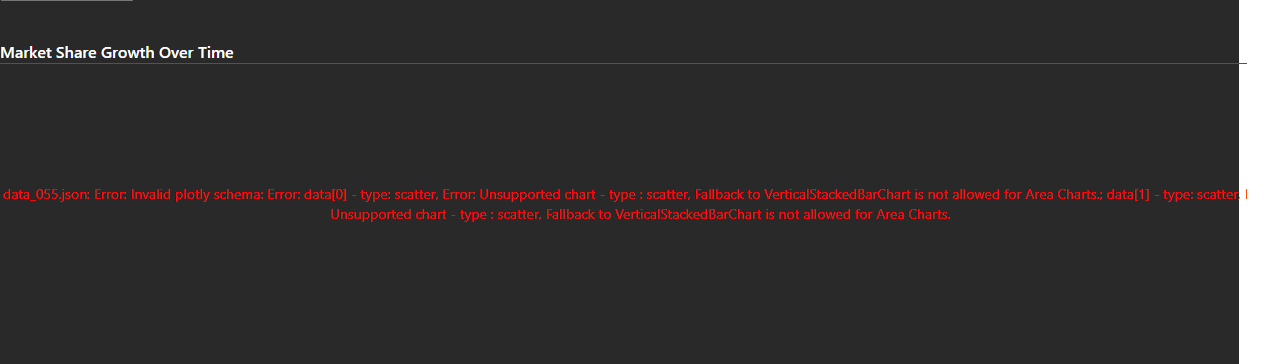 Market Share Growth Over Time
data_055.json: Error: Invalid plotly schema: Error: data[0] - type: scatter, Error: Unsupported chart - type : scatter, Fallback to VerticalStackedBarChart is not allowed for Area Charts.; data[1] - type: scatter,
Unsupported chart - type : scatter, Fallback to VerticalStackedBarChart is not allowed for Area Charts.